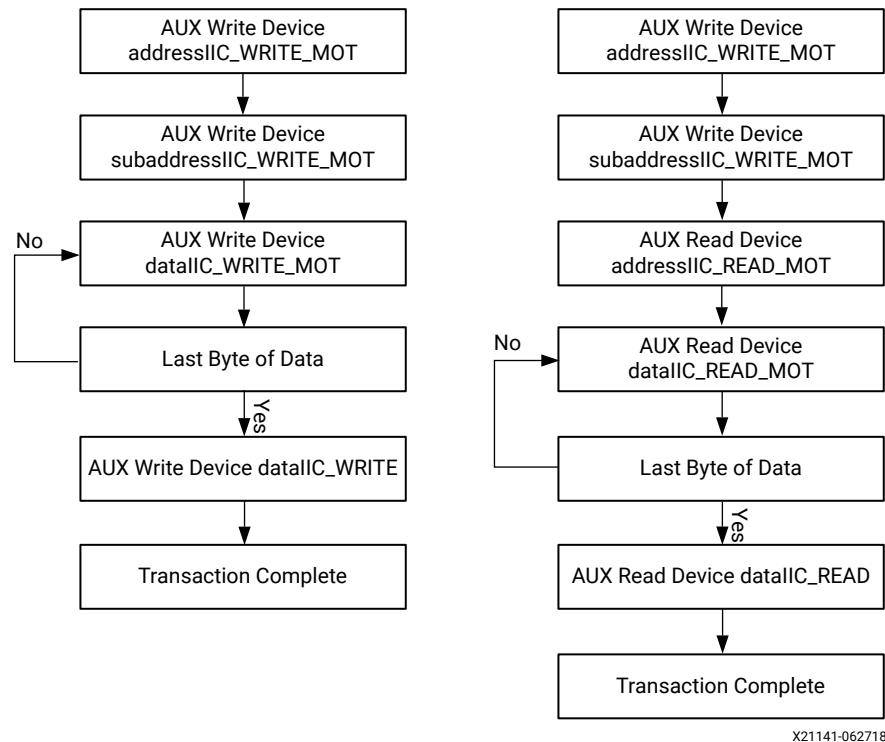 AUX Write Device
addressIIC_WRITE_MOT
AUX Write Device
subaddressIIC_WRITE_MOT
No
AUX Write Device
dataIIC_WRITE_MOT
Last Byte of Data
Yes
AUX Write Device dataIIC_WRITE
Transaction Complete
AUX Write Device
addressIIC_WRITE_MOT
AUX Write Device
subaddressIIC_WRITE_MOT
AUX Read Device
addressIIC_READ_MOT
No
AUX Read Device
dataIIC_READ_MOT
Last Byte of Data
Yes
AUX Read Device dataIIC_READ
Transaction Complete
X21141-062718